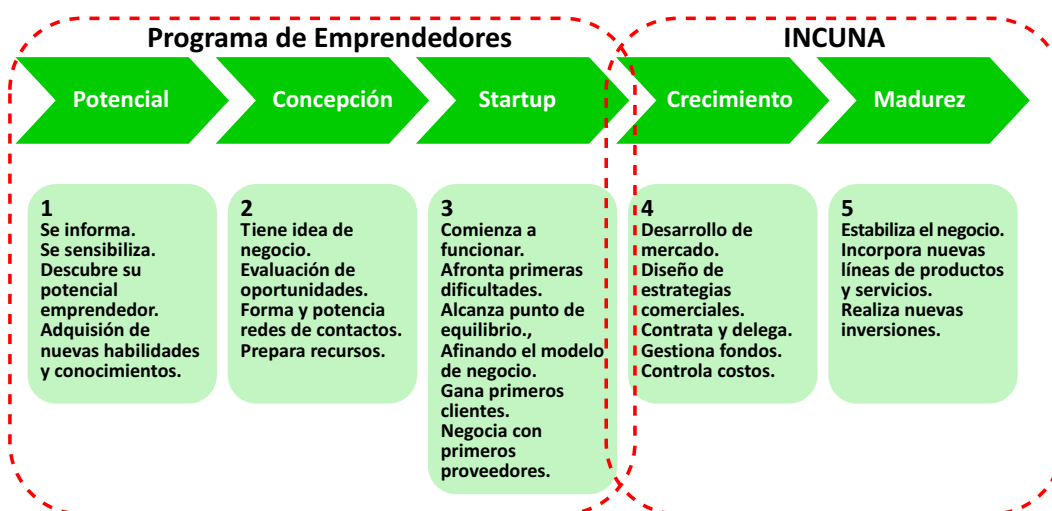 Programa de Emprendedores
INCUNA
Potencial
Concepción
Startup
Crecimiento
Madurez
1
Se informa.
Se sensibiliza.
Descubre su
potencial
emprendedor.
Adquisión de
nuevas habilidades
y conocimientos.
2
Tiene idea de
negocio.
Evaluación de
oportunidades.
Forma y potencia
redes de contactos.
Prepara recursos.
3
Comienza a
funcionar.
Afronta primeras
dificultades.
Alcanza punto de
equilibrio.,
Afinando el modelo
de negocio.
Gana primeros
clientes.
Negocia con
primeros
proveedores.
4
Desarrollo de
mercado.
Diseño de
estrategias
comerciales.
Contrata y delega.
Gestiona fondos.
Controla costos.
5
Estabiliza el negocio.
Incorpora nuevas
líneas de productos
y servicios.
Realiza nuevas
inversiones.